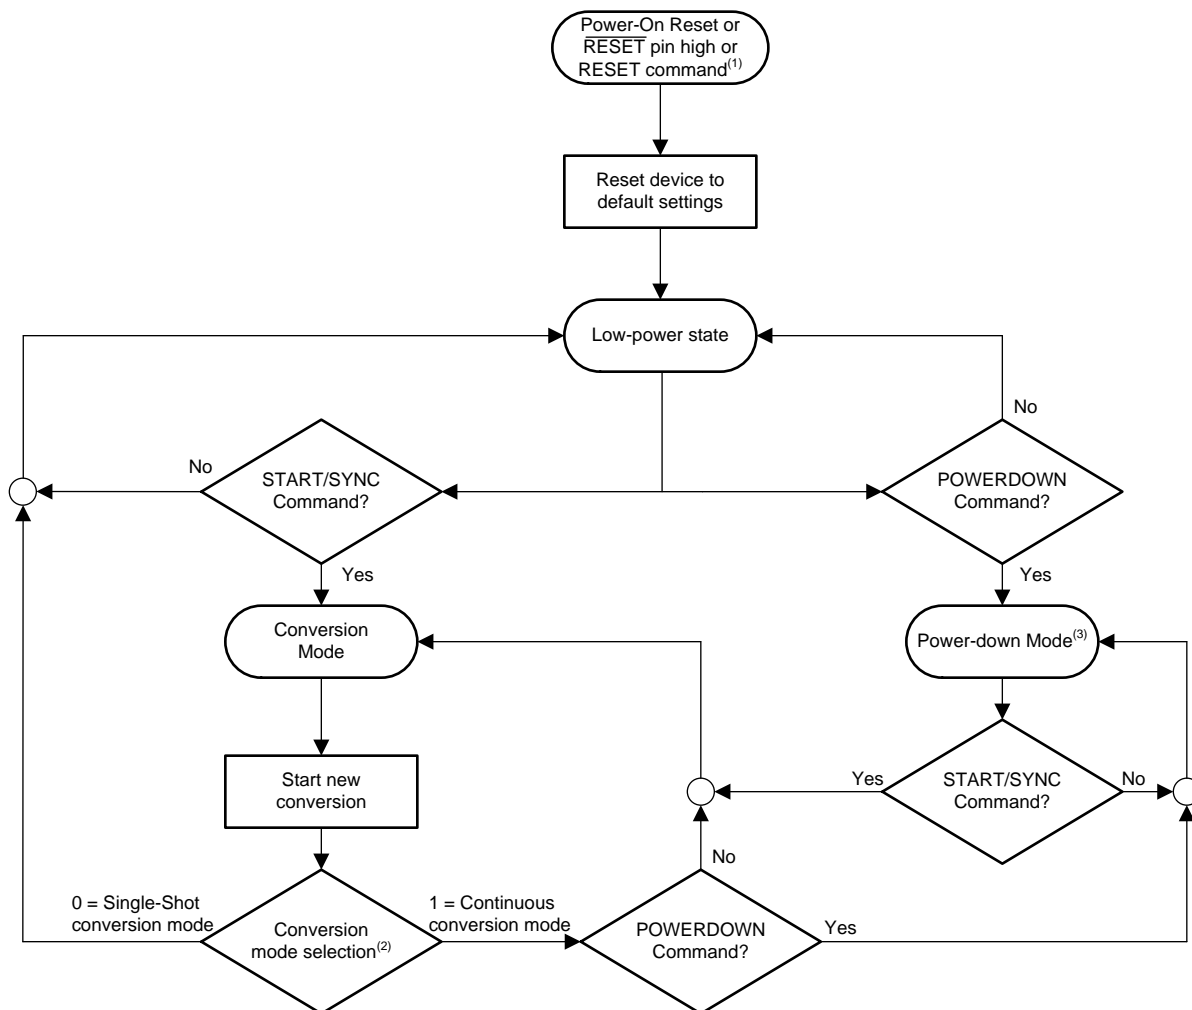 Power-On Reset or
RESET pin high or
RESET command(1)
Reset device to
default settings
Low-power state
No
No
START/SYNC
Command?
POWERDOWN
Command?
Yes
Yes
Conversion
Mode
Power-down Mode(3)
Start new
conversion
Yes
START/SYNC
Command?
No
No
0 = Single-Shot
conversion mode
Conversion
mode selection(2)
1 = Continuous
conversion mode
POWERDOWN
Command?
Yes